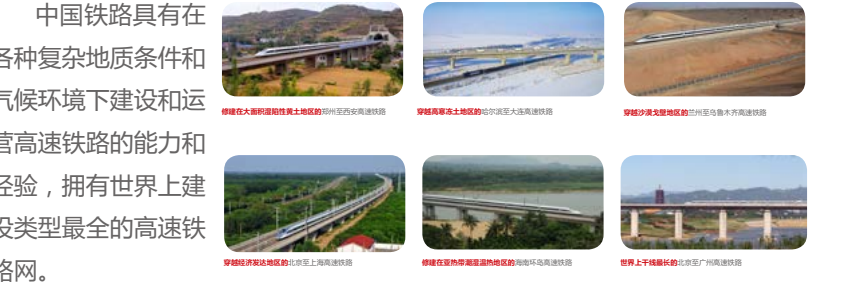 中国铁路具有在
各种复杂地质条件和
气候环境下建设和运
营高速铁路的能力和
经验，拥有世界上建
设类型最全的高速铁
路网。
修建在大面积湿陷性黄土地区的郑州至西安高速铁路
穿越高寒冻土地区的哈尔滨至大连高速铁路
穿越沙漠戈壁地区的兰州至乌鲁木齐高速铁路
穿越经济发达地区的北京至上海高速铁路
修建在亚热带潮湿温热地区的海南环岛高速铁路
世界上干线最长的北京至广州高速铁路